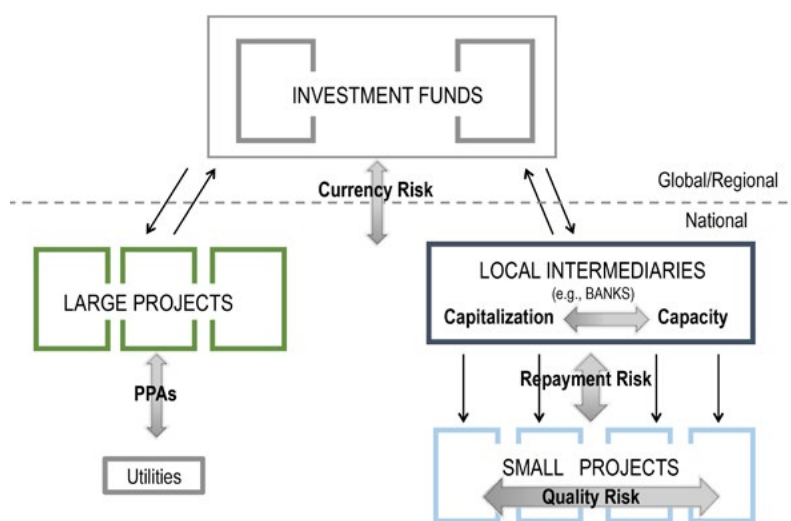 INVESTMENT FUNDS
Currency Risk
Global/Regional
National
LARGE PROJECTS
LOCAL INTERMEDIARIES
(e.g., BANKS)
Capitalization
Capacity
PPAs
Repayment Risk
Utilities
SMALL PROJECTS
Quality Risk